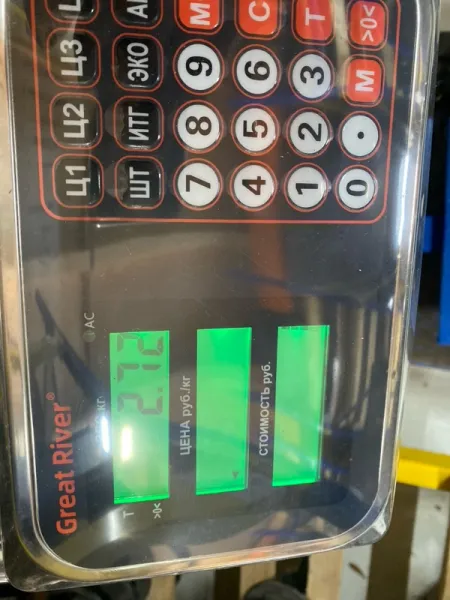 Great River®
кг
AC
T
>0<
2.72
ЦЕНА руб./кг
СТОИМОСТЬ руб.
Ц1 Ц2 Ц3
ШТ ИТГ ЭКО
7 8 9 М
4 5 6 С
1 2 3 Т
0 • М >0<